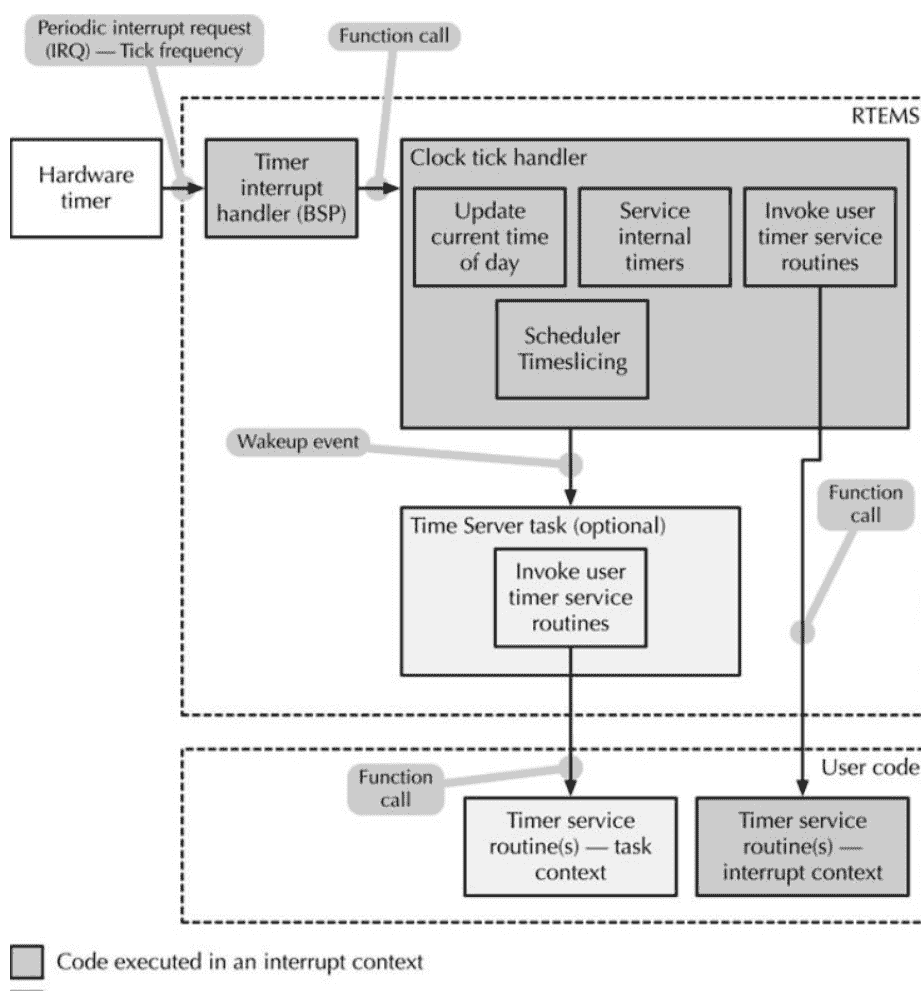 Periodic interrupt request
(IRQ) — Tick frequency
Function call
RTEMS
Hardware
timer
Timer
interrupt
handler (BSP)
Clock tick handler
Update
current time
of day
Service
internal
timers
Invoke user
timer service
routines
Scheduler
Timeslicing
Wakeup event
Function
call
Time Server task (optional)
Invoke user
timer service
routines
User code
Function
call
Timer service
routine(s) — task
context
Timer service
routine(s) —
interrupt context
Code executed in an interrupt context